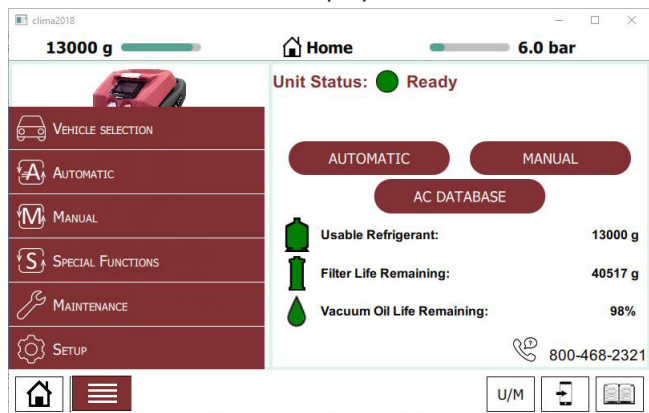 clima2018
13000 g Home 6.0 bar
Unit Status: Ready
VEHICLE SELECTION
AUTOMATIC
MANUAL
SPECIAL FUNCTIONS
MAINTENANCE
SETUP
AUTOMATIC MANUAL
AC DATABASE
Usable Refrigerant: 13000 g
Filter Life Remaining: 40517 g
Vacuum Oil Life Remaining: 98%
800-468-2321
U/M